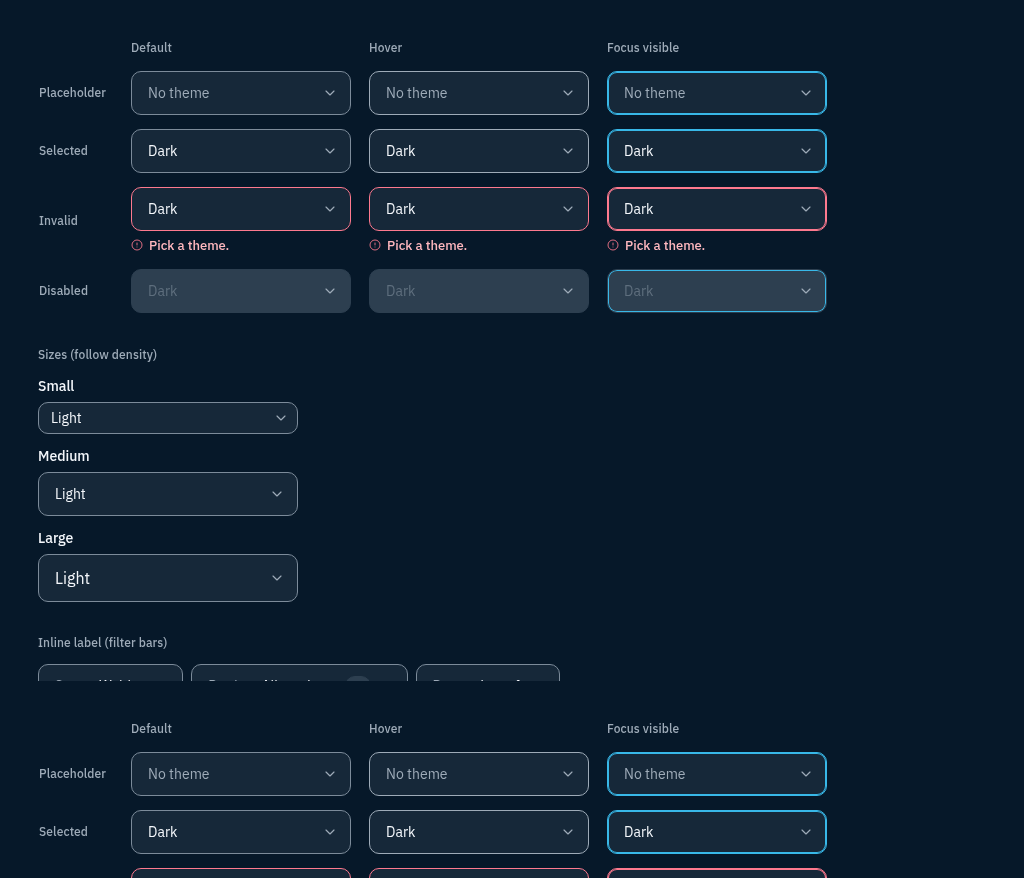 Default Hover Focus visible
Placeholder No theme No theme No theme
Selected Dark Dark Dark
Invalid Dark Dark Dark
Pick a theme. Pick a theme. Pick a theme.
Disabled Dark Dark Dark
Sizes (follow density)
Small
Light
Medium
Light
Large
Light
Inline label (filter bars)
Default Hover Focus visible
Placeholder No theme No theme No theme
Selected Dark Dark Dark